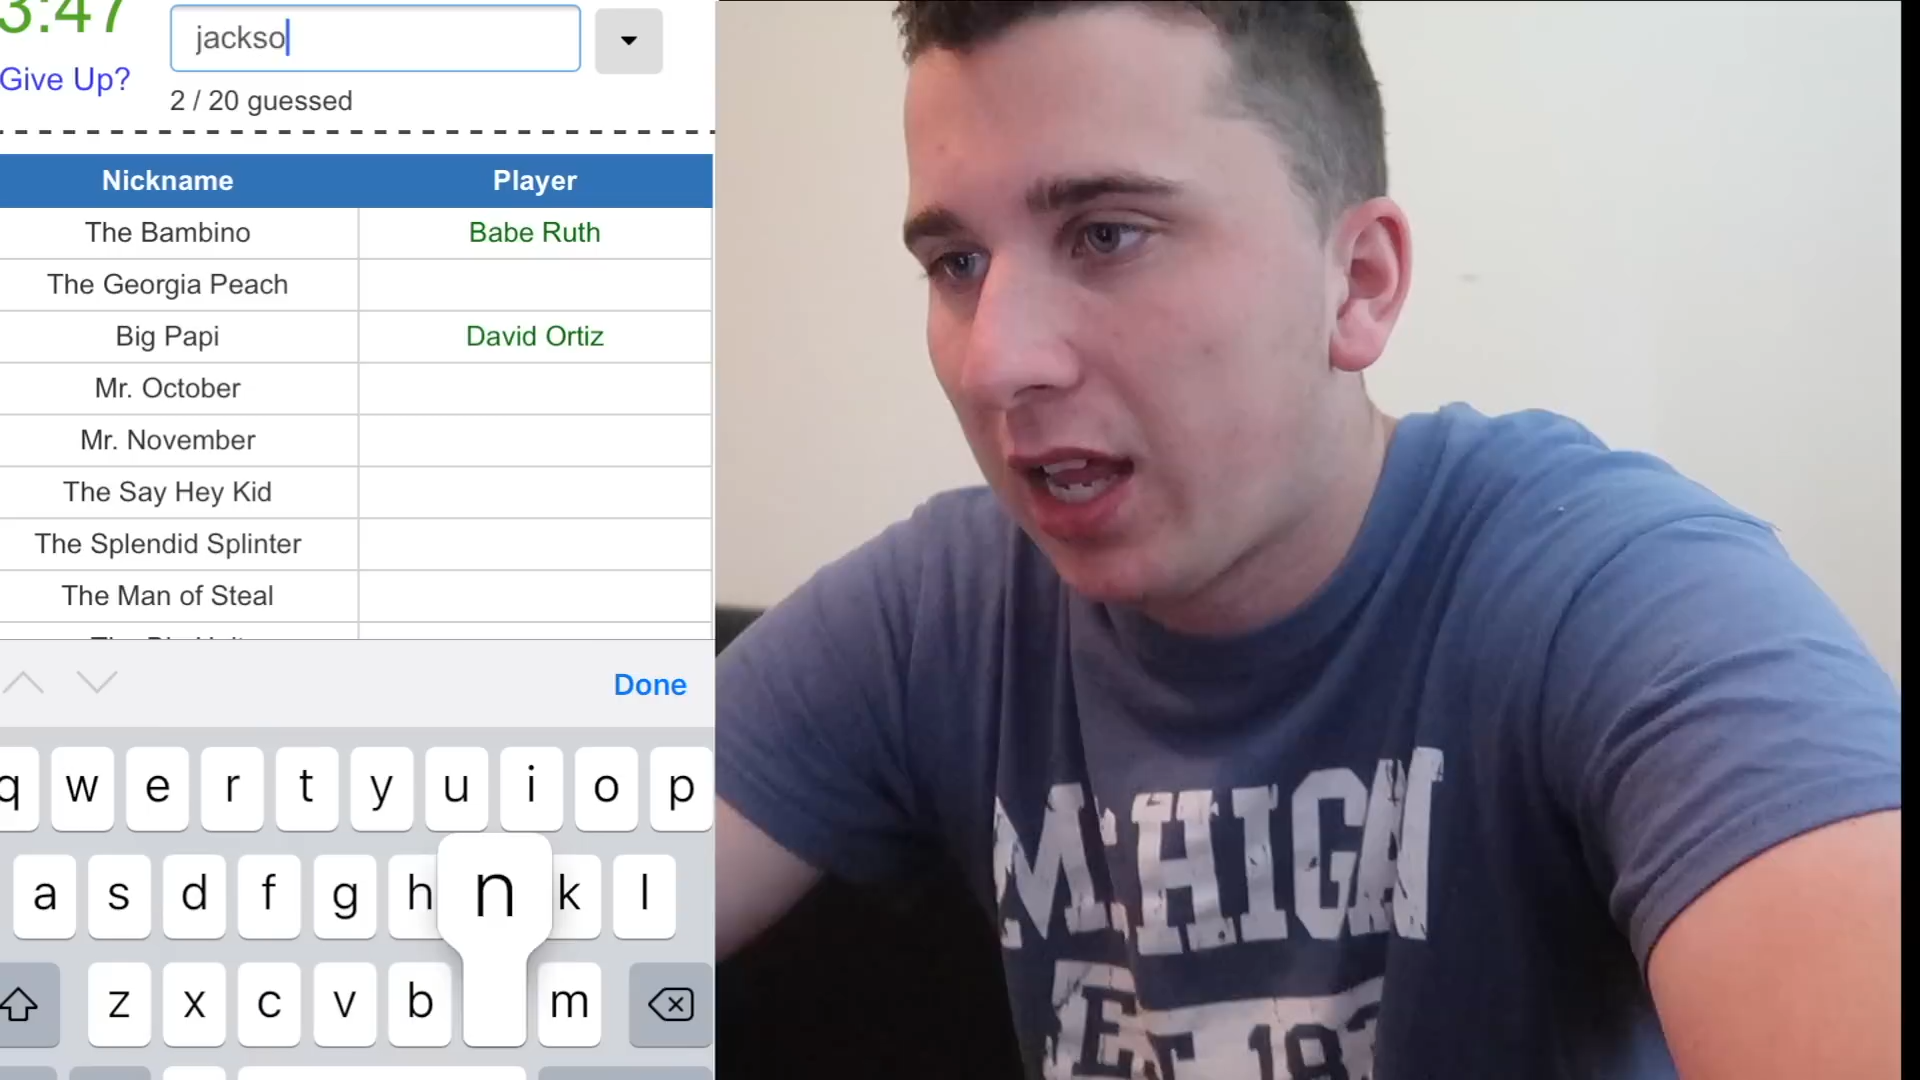 3:47
jackso
Give Up?
2 / 20 guessed
Nickname Player
The Bambino Babe Ruth
The Georgia Peach
Big Papi David Ortiz
Mr. October
Mr. November
The Say Hey Kid
The Splendid Splinter
The Man of Steal
Done
q w e r t y u i o p
a s d f g h n k l
z x c v b m